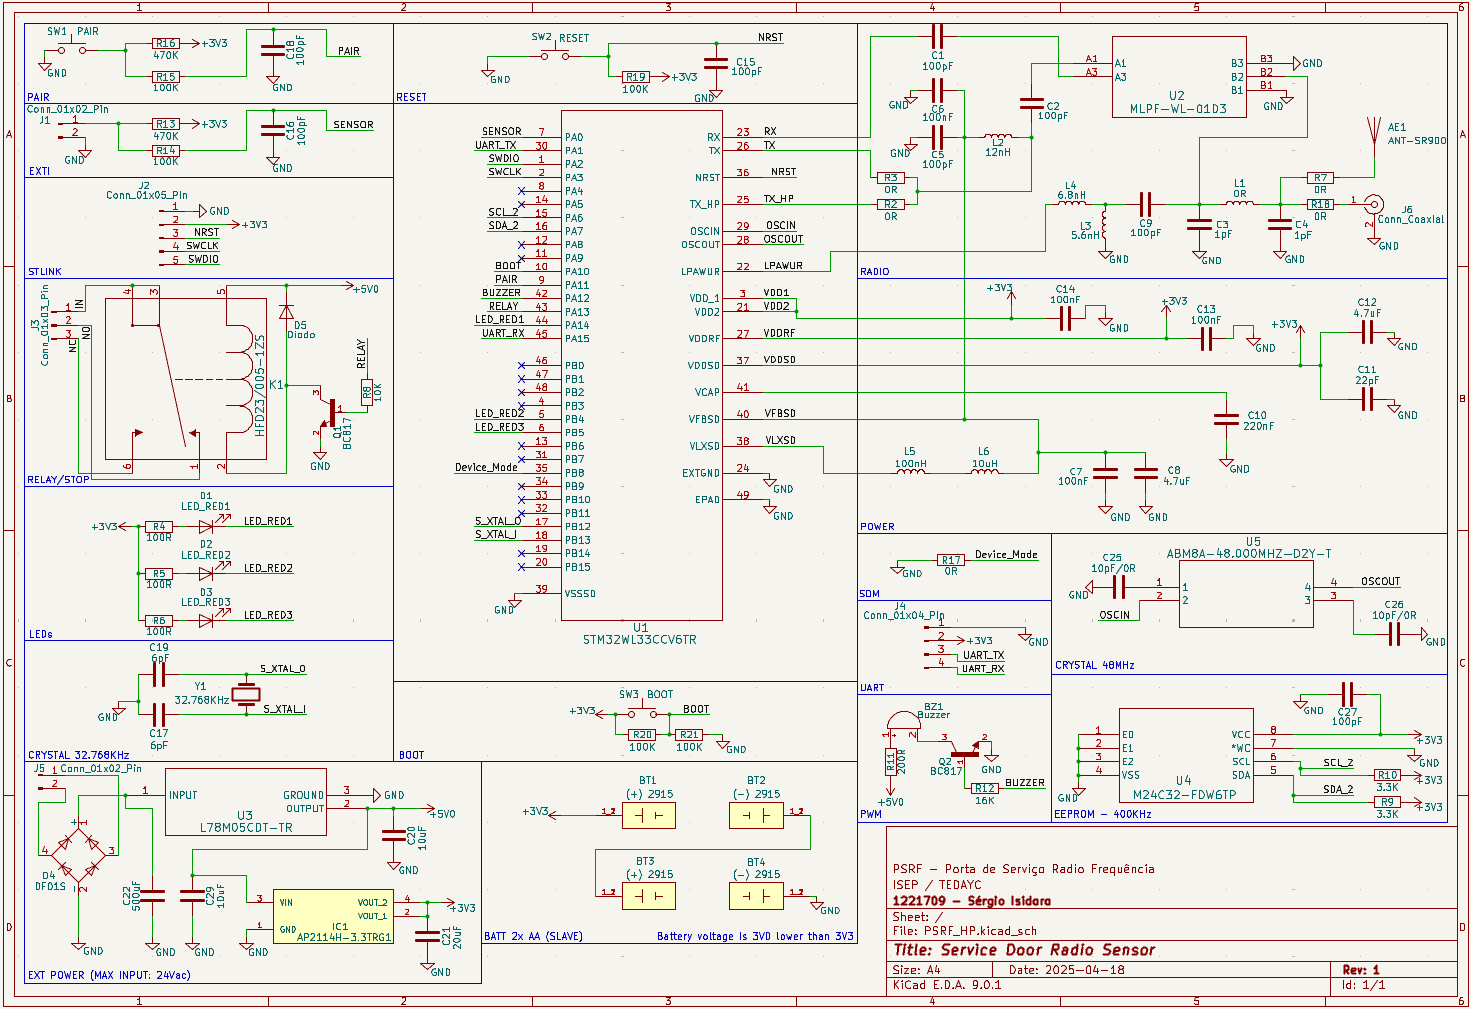 SW1 PAIR
R16
470K
+3V3
R15
100K
GND
C18
100pF
GND
PAIR
PAIR
Conn_01x02_Pin
J1
1
2
GND
R13
470K
+3V3
R14
100K
C16
100pF
GND
SENSOR
EXTI
J2
Conn_01x05_Pin
1
GND
2
+3V3
3
NRST
4
SWCLK
5
SWDIO
STLINK
J3
Conn_01x03_Pin
1
IN
2
NO
3
NC
4
3
5
6
1
2
HFD23/005-1ZS
K1
+5V0
D5
Diodo
RELAY
R8
10K
Q1
BC817
3
1
2
GND
RELAY/STOP
+3V3
D1
LED_RED1
R4
100R
LED_RED1
D2
LED_RED2
R5
100R
LED_RED2
D3
LED_RED3
R6
100R
LED_RED3
LEDs
C19
6pF
S_XTAL_O
Y1
32.768KHz
GND
S_XTAL_I
C17
6pF
CRYSTAL 32.768KHz
SW2 RESET
NRST
GND
R19
100K
+3V3
C15
100pF
GND
RESET
SENSOR 7 PA0
UART_TX 30 PA1
SWDIO 1 PA2
SWCLK 2 PA3
8 PA4
14 PA5
SCL_2 15 PA6
SDA_2 16 PA7
12 PA8
11 PA9
BOOT 10 PA10
PAIR 9 PA11
BUZZER 42 PA12
RELAY 43 PA13
LED_RED1 44 PA14
UART_RX 45 PA15
46 PB0
47 PB1
48 PB2
4 PB3
LED_RED2 5 PB4
LED_RED3 6 PB5
13 PB6
31 PB7
Device_Mode 35 PB8
34 PB9
33 PB10
32 PB11
S_XTAL_O 17 PB12
S_XTAL_I 18 PB13
19 PB14
20 PB15
39 VSSSD
GND
RX 23 RX
TX 26 TX
NRST 36 NRST
TX_HP 25 TX_HP
OSCIN 29 OSCIN
OSCOUT 28 OSCOUT
LPAWUR 22 LPAWUR
VDD_1 3 VDD1
VDD2 21 VDD2
VDDRF 27 VDDRF
VDDSD 37 VDDSD
VCAP 41
VFBSD 40 VFBSD
VLXSD 38 VLXSD
EXTGND 24
GND
EPAD 49
GND
U1
STM32WL33CCV6TR
C1
100pF
GND
C6
100nF
GND
C5
100pF
L2
12nH
C2
100pF
A1 A1
A3 A3
B3 B3
B2 B2
B1 B1
GND
GND
U2
MLPF-WL-01D3
R3
0R
R2
0R
L4
6.8nH
L3
5.6nH
GND
C9
100pF
C3
1pF
GND
L1
0R
C4
1pF
GND
R7
0R
R18
0R
AE1
ANT-SR900
1
2
J6
Conn_Coaxial
GND
RADIO
+3V3
C14
100nF
GND
+3V3
C13
100nF
GND
+3V3
C12
4.7uF
GND
C11
22pF
GND
C10
220nF
GND
L5
100nH
L6
10uH
C7
100nF
GND
C8
4.7uF
GND
POWER
GND
R17
0R
Device_Mode
SDM
J4
Conn_01x04_Pin
1
GND
2
+3V3
3
UART_TX
4
UART_RX
UART
U5
ABM8A-48.000MHZ-D2Y-T
C25
10pF/0R
GND
OSCIN
1 1
2 2
4 4
3 3
OSCOUT
C26
10pF/0R
GND
CRYSTAL 48MHz
SW3 BOOT
+3V3
BOOT
R20
100K
R21
100K
GND
BOOT
BZ1
Buzzer
1
2
+
R11
200R
+5V0
Q2
BC817
3
2
1
GND
R12
16K
BUZZER
PWM
C27
100pF
GND
1 E0
2 E1
3 E2
4 VSS
GND
VCC 8
*WC 7
SCL 6
SDA 5
+3V3
GND
SCL_2
R10
3.3K
+3V3
SDA_2
R9
3.3K
+3V3
U4
M24C32-FDW6TP
EEPROM - 400KHz
J5
Conn_01x02_Pin
1
2
D4
DF01S
4
3
1
2
+
GND
C22
500uF
GND
1 INPUT
GROUND 3
OUTPUT 2
GND
+5V0
U3
L78M05CDT-TR
C20
10uF
GND
C29
10uF
GND
3 VIN
1 GND
GND
VOUT_2 4
VOUT_1 2
IC1
AP2114H-3.3TRG1
+3V3
C21
20uF
GND
EXT POWER (MAX INPUT: 24Vac)
BT1
(+) 2915
+3V3
BT2
(-) 2915
BT3
(+) 2915
BT4
(-) 2915
GND
BATT 2x AA (SLAVE)
Battery voltage is 3V0 lower than 3V3
PSRF - Porta de Serviço Radio Frequência
ISEP / TEDAYC
1221709 - Sérgio Isidora
Sheet: /
File: PSRF_HP.kicad_sch
Title: Service Door Radio Sensor
Size: A4
Date: 2025-04-18
Rev: 1
KiCad E.D.A. 9.0.1
Id: 1/1